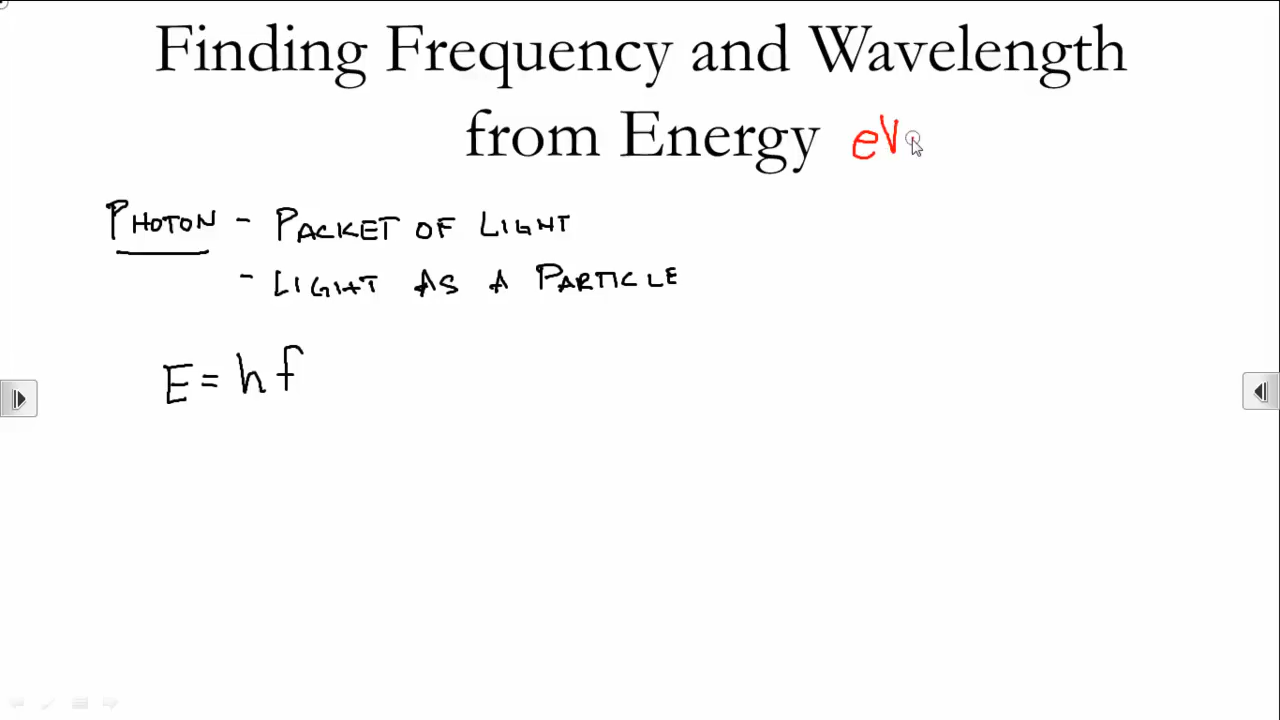 Finding Frequency and Wavelength
from Energy eV
PHOTON - PACKET OF LIGHT
- LIGHT AS A PARTICLE
E = hf